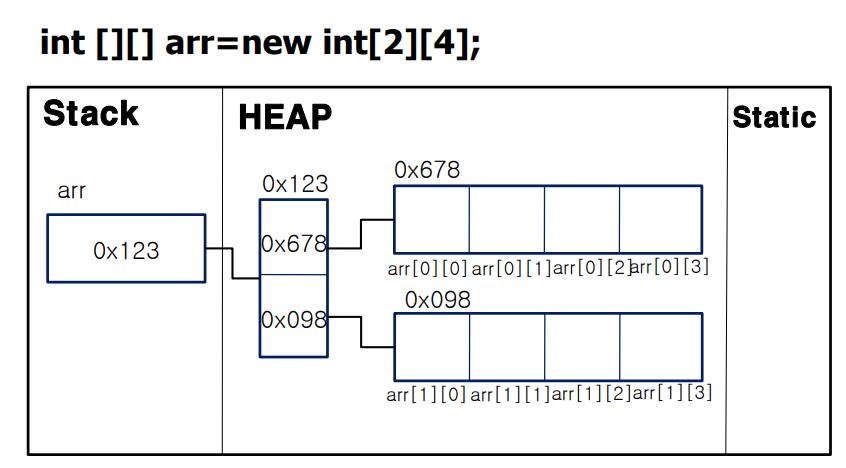 int [][] arr=new int[2][4];
Stack
HEAP
Static
arr
0x123
0x123
0x678
0x098
0x678
arr[0][0] arr[0][1] arr[0][2] arr[0][3]
0x098
arr[1][0] arr[1][1] arr[1][2] arr[1][3]